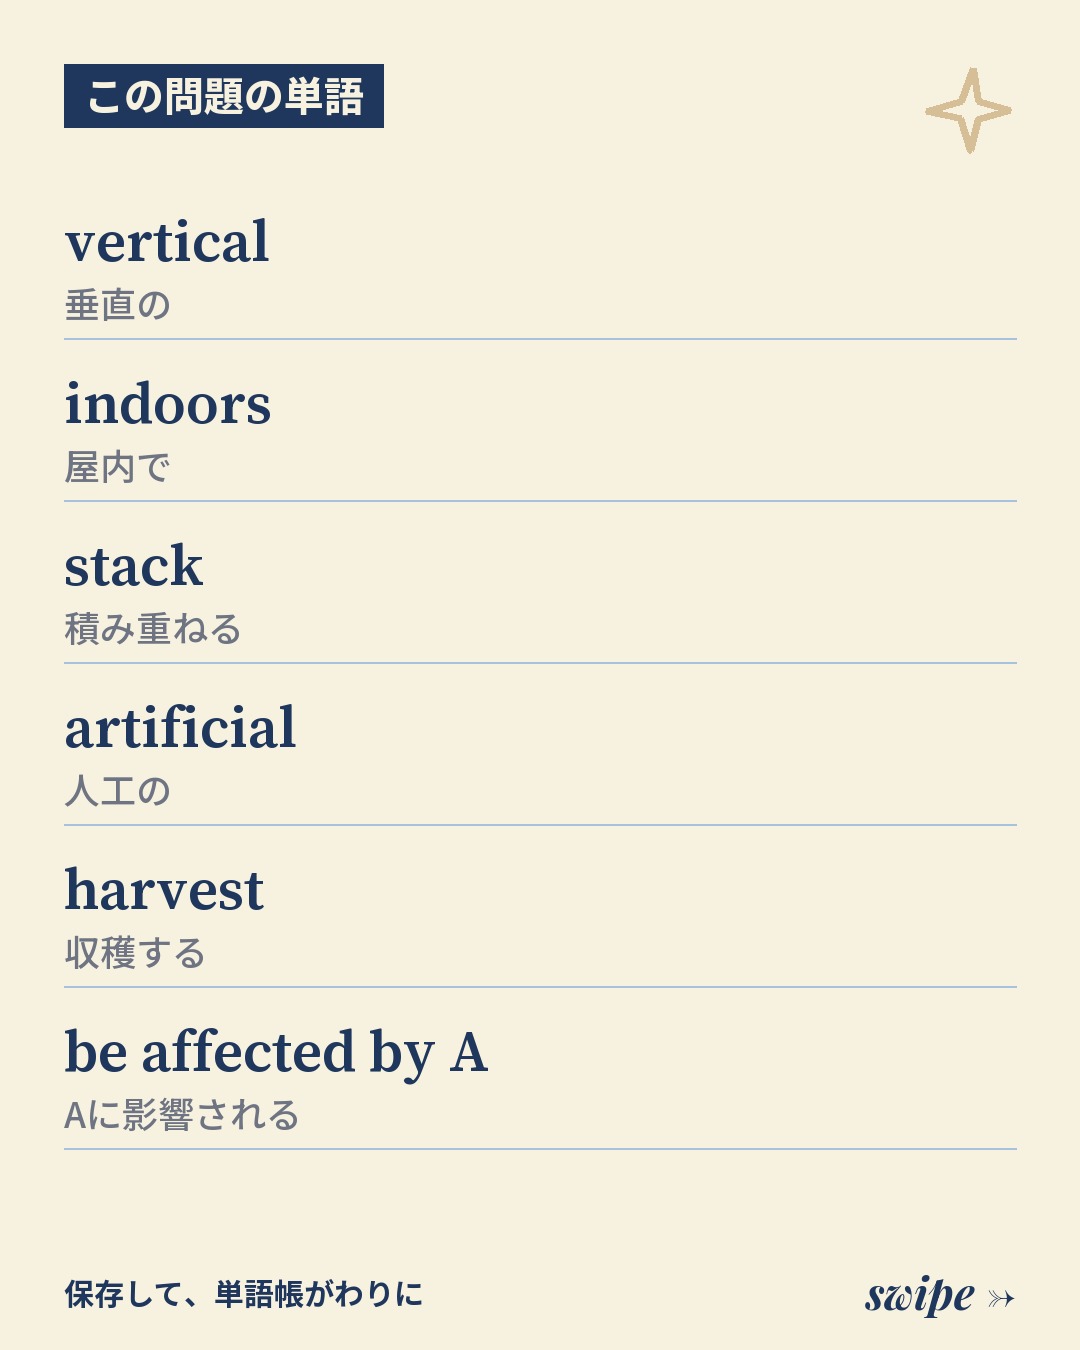 この問題の単語
vertical
垂直の
indoors
屋内で
stack
積み重ねる
artificial
人工の
harvest
収穫する
be affected by A
Aに影響される
保存して、単語帳がわりに
swipe